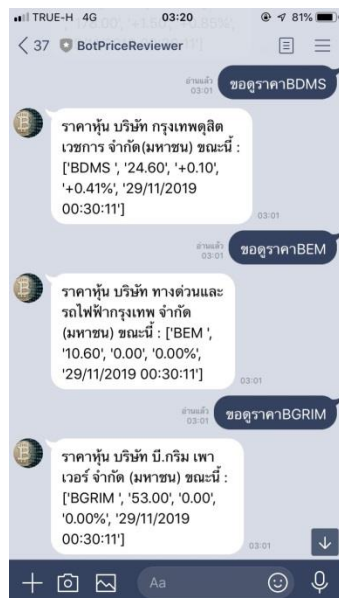 TRUE-H 4G 03:20 81%
37 BotPriceReviewer
อ่านแล้ว
03:01
ขอดูราคาBDMS
ราคาหุ้น บริษัท กรุงเทพดุสิต
เวชการ จำกัด(มหาชน) ขณะนี้ :
['BDMS ', '24.60', '+0.10',
'+0.41%', '29/11/2019
00:30:11']
03:01
อ่านแล้ว
03:01
ขอดูราคาBEM
ราคาหุ้น บริษัท ทางด่วนและ
รถไฟฟ้ากรุงเทพ จำกัด
(มหาชน) ขณะนี้ : ['BEM ',
'10.60', '0.00', '0.00%',
'29/11/2019 00:30:11']
03:01
อ่านแล้ว
03:01
ขอดูราคาBGRIM
ราคาหุ้น บริษัท บี.กริม เพา
เวอร์ จำกัด (มหาชน) ขณะนี้ :
['BGRIM ', '53.00', '0.00',
'0.00%', '29/11/2019
00:30:11']
03:01
Aa